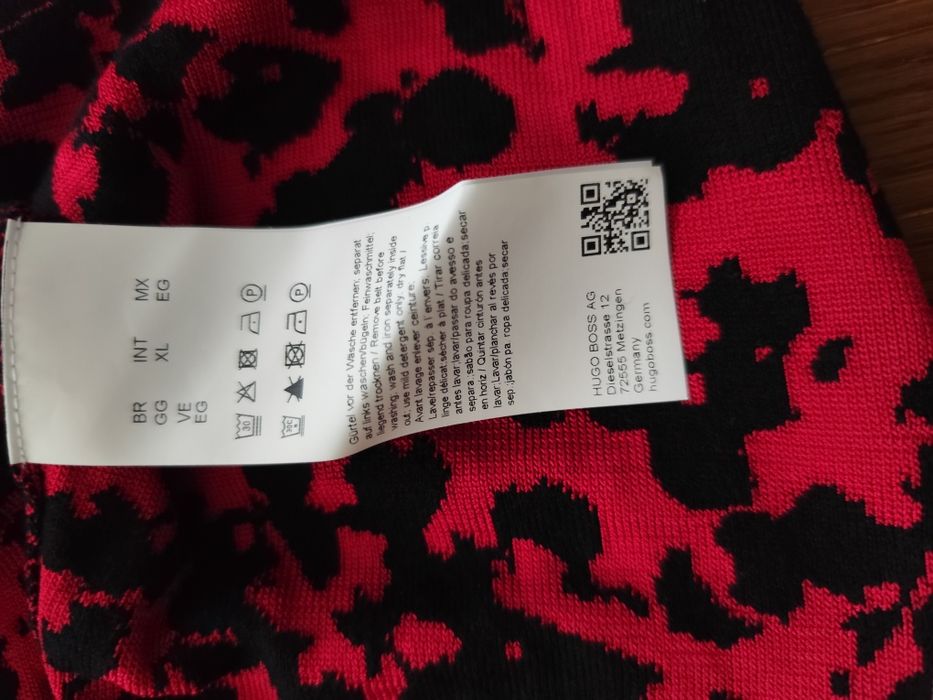 BR INT MX
GG XL EG
VE
EG
30
30C
P
P
Gürtel vor der Wäsche entfernen; separat
auf links waschen/bügeln; Feinwaschmittel;
liegend trocknen / Remove belt before
washing; wash and iron separately inside
out; use mild detergent only; dry flat /
Avant lavage enlever ceinture;
Laver/repasser sép. à l'envers. Lessive p.
linge délicat;sécher à plat / Tirar correia
antes lavar;lavar/passar do avesso e
separa.;sabão para roupa delicada;secar
en horiz / Quintar cinturón antes
lavar.Lavar/planchar al revés por
sep.;jabón pa. ropa delicada;secar
HUGO BOSS AG
Dieselstrasse 12
72555 Metzingen
Germany
hugoboss.com